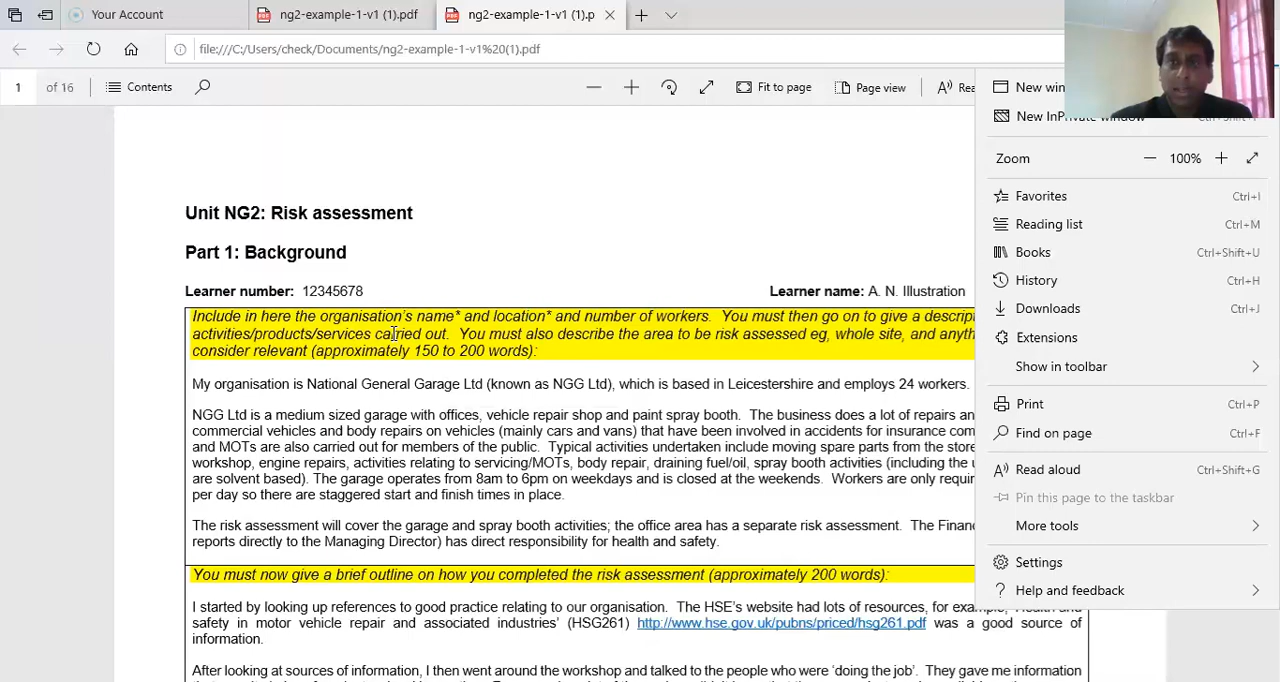 Your Account
ng2-example-1-v1 (1).pdf
ng2-example-1-v1 (1).p
file:///C:/Users/check/Documents/ng2-example-1-v1%20(1).pdf
1 of 16 Contents Fit to page Page view Rea
New win
New InPrivate window
Zoom 100%
Favorites Ctrl+I
Reading list Ctrl+M
Books Ctrl+Shift+U
History Ctrl+H
Downloads Ctrl+J
Extensions
Show in toolbar
Print Ctrl+P
Find on page Ctrl+F
Read aloud Ctrl+Shift+G
Pin this page to the taskbar
More tools
Settings
Help and feedback
Unit NG2: Risk assessment
Part 1: Background
Learner number: 12345678 Learner name: A. N. Illustration
Include in here the organisation's name* and location* and number of workers. You must then go on to give a descript
activities/products/services carried out. You must also describe the area to be risk assessed eg, whole site, and anyth
consider relevant (approximately 150 to 200 words):
My organisation is National General Garage Ltd (known as NGG Ltd), which is based in Leicestershire and employs 24 workers.
NGG Ltd is a medium sized garage with offices, vehicle repair shop and paint spray booth. The business does a lot of repairs an
commercial vehicles and body repairs on vehicles (mainly cars and vans) that have been involved in accidents for insurance com
and MOTs are also carried out for members of the public. Typical activities undertaken include moving spare parts from the store
workshop, engine repairs, activities relating to servicing/MOTs, body repair, draining fuel/oil, spray booth activities (including the u
are solvent based). The garage operates from 8am to 6pm on weekdays and is closed at the weekends. Workers are only requir
per day so there are staggered start and finish times in place.
The risk assessment will cover the garage and spray booth activities; the office area has a separate risk assessment. The Financ
reports directly to the Managing Director) has direct responsibility for health and safety.
You must now give a brief outline on how you completed the risk assessment (approximately 200 words):
I started by looking up references to good practice relating to our organisation. The HSE's website had lots of resources, for example, 'Health and
safety in motor vehicle repair and associated industries' (HSG261) http://www.hse.gov.uk/pubns/priced/hsg261.pdf was a good source of
information.
After looking at sources of information, I then went around the workshop and talked to the people who were 'doing the job'. They gave me information